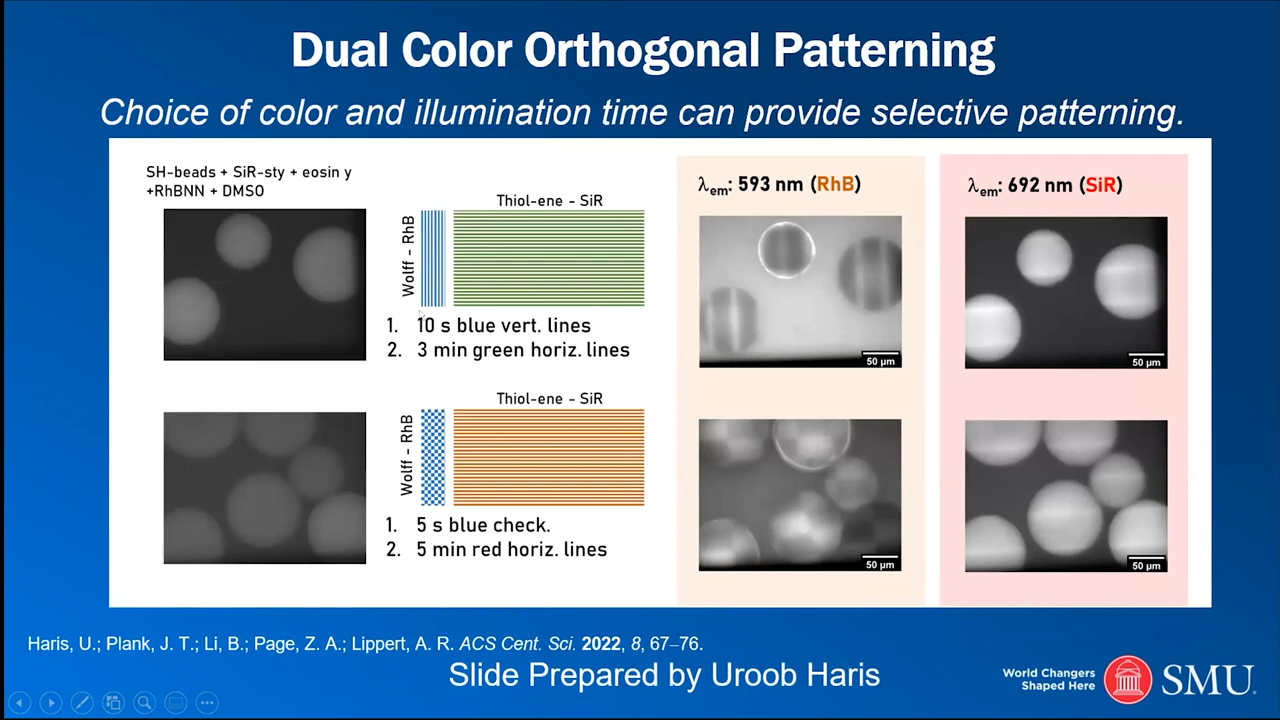 Dual Color Orthogonal Patterning
Choice of color and illumination time can provide selective patterning.
SH-beads + SiR-sty + eosin y
+RhBNN + DMSO
Thiol-ene - SiR
Wolff - RhB
1. 10 s blue vert. lines
2. 3 min green horiz. lines
λem: 593 nm (RhB)
50 µm
λem: 692 nm (SiR)
50 µm
Thiol-ene - SiR
Wolff - RhB
1. 5 s blue check.
2. 5 min red horiz. lines
50 µm
50 µm
Haris, U.; Plank, J. T.; Li, B.; Page, Z. A.; Lippert, A. R. ACS Cent. Sci. 2022, 8, 67–76.
Slide Prepared by Uroob Haris
World Changers
Shaped Here
SMU.